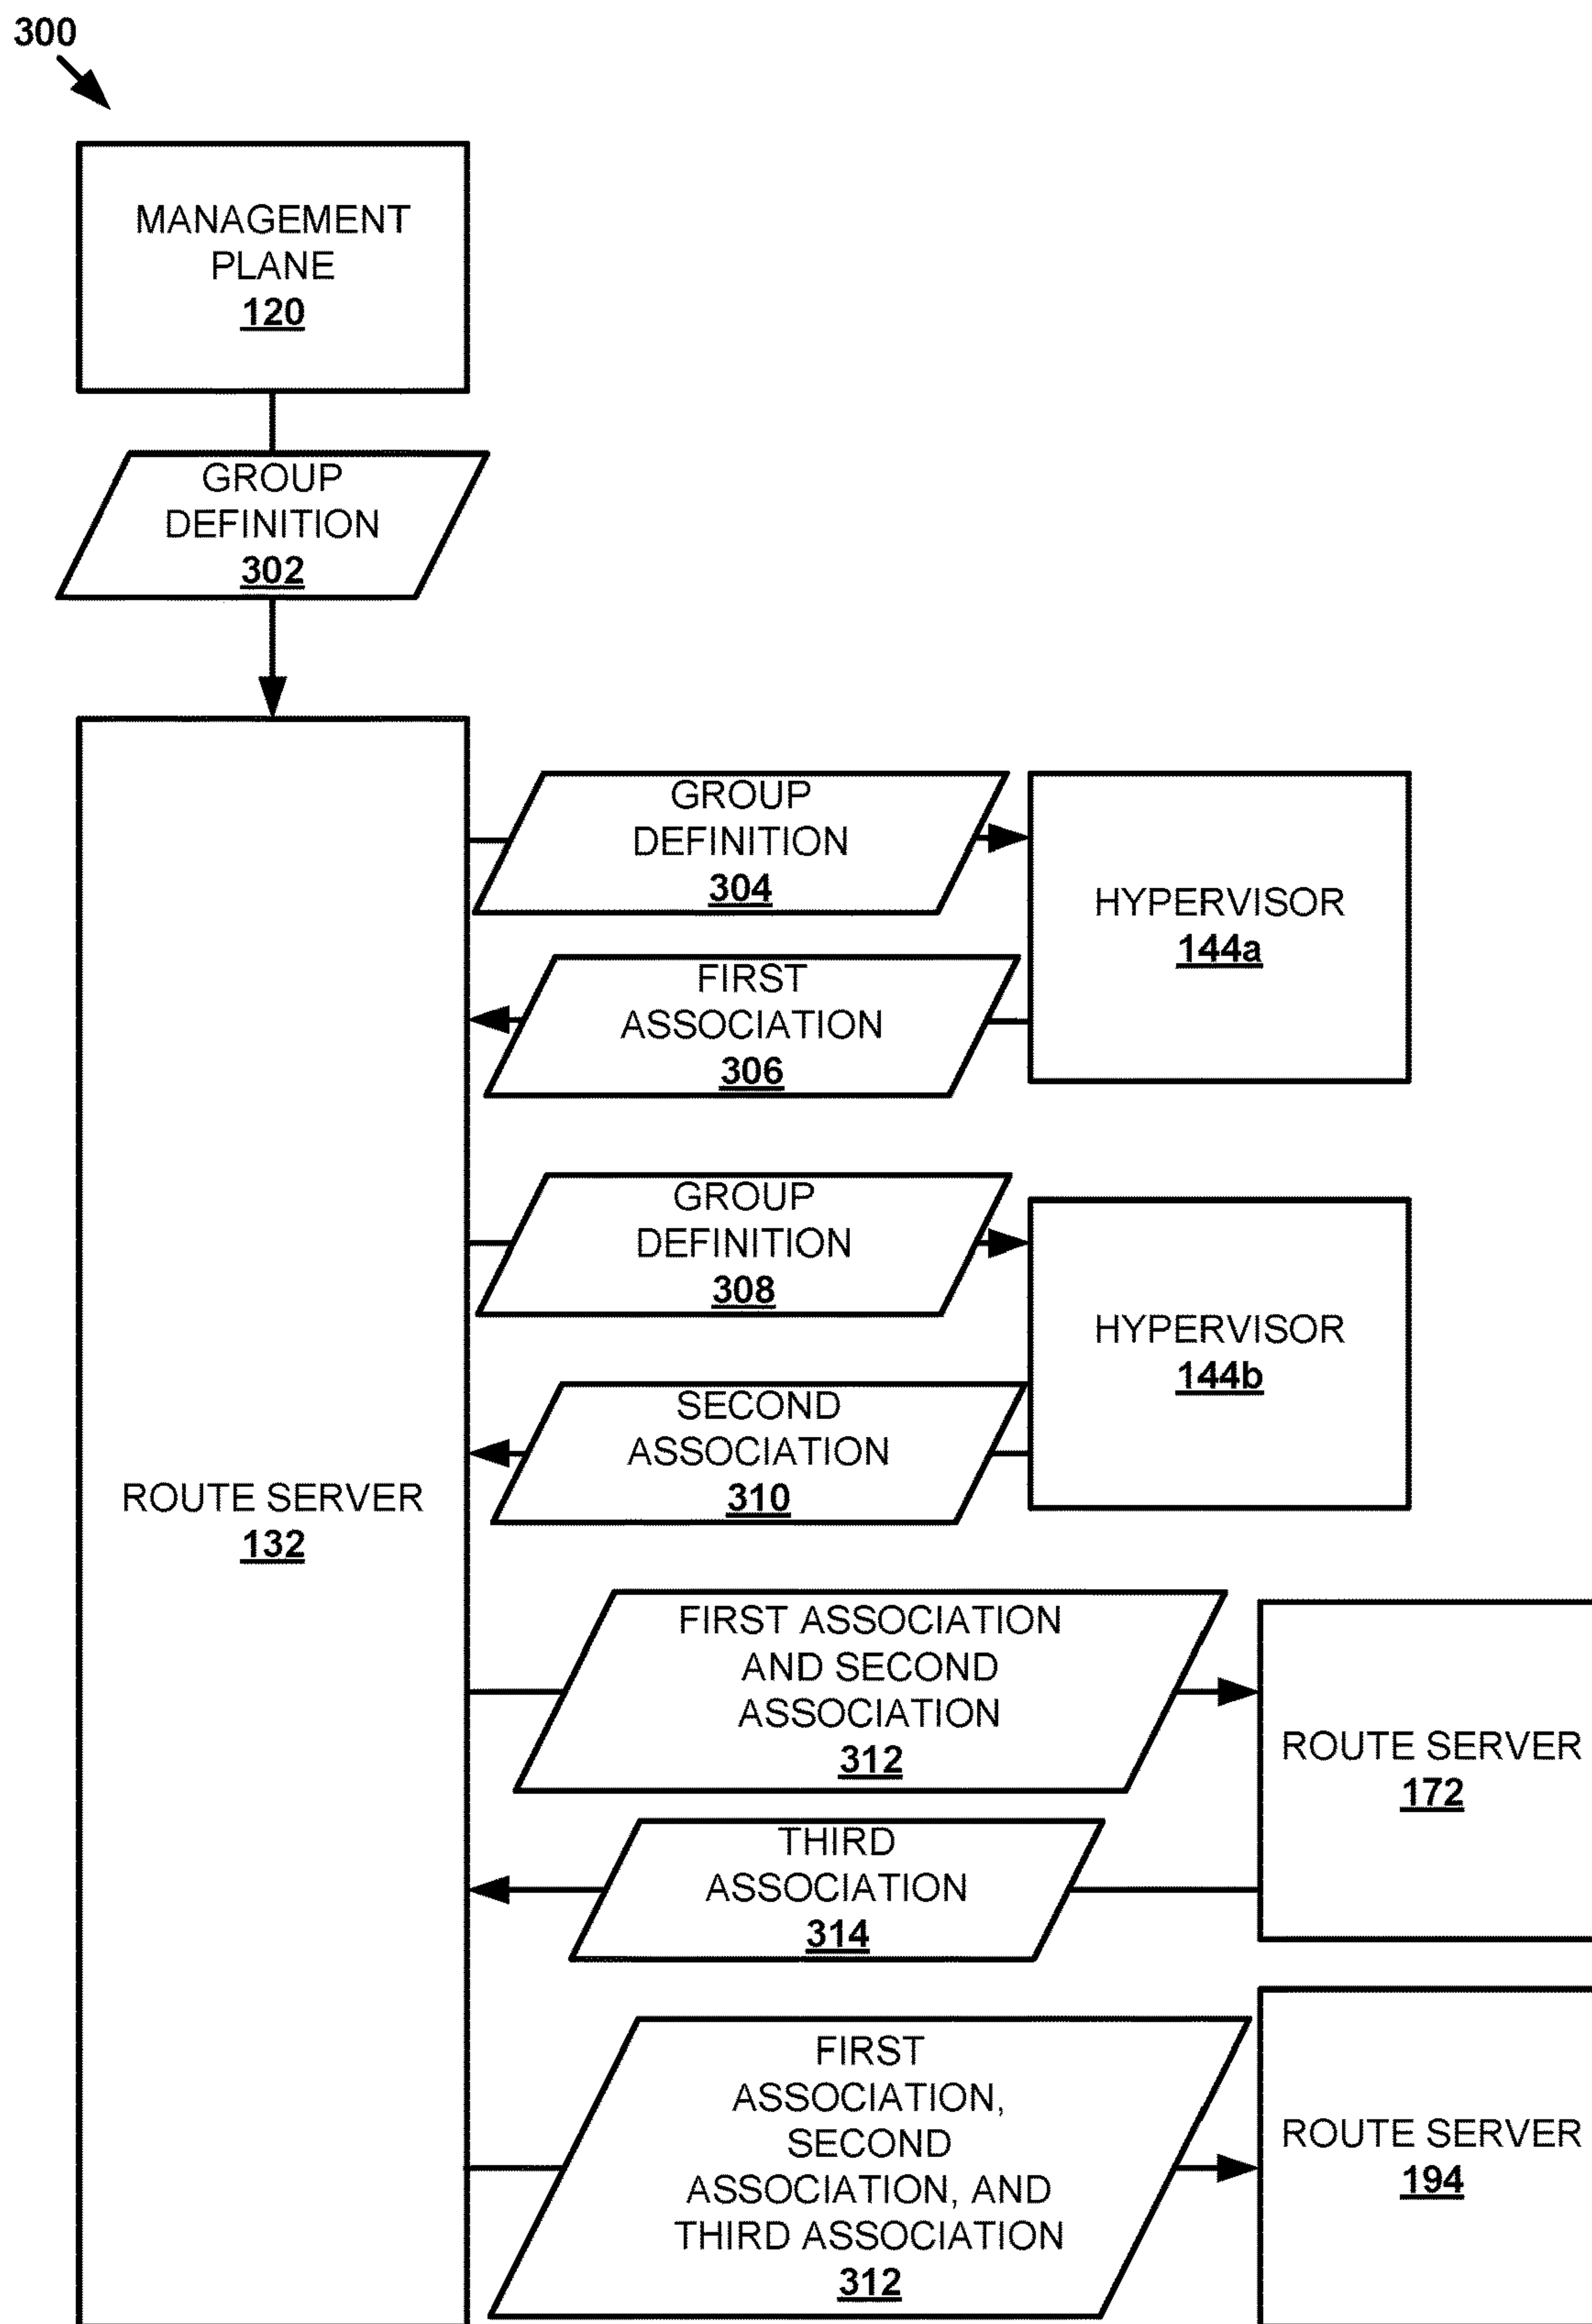 300
MANAGEMENT
PLANE
120
GROUP
DEFINITION
302
GROUP
DEFINITION
304
HYPERVISOR
144a
FIRST
ASSOCIATION
306
GROUP
DEFINITION
308
HYPERVISOR
144b
SECOND
ASSOCIATION
310
ROUTE SERVER
132
FIRST ASSOCIATION
AND SECOND
ASSOCIATION
312
ROUTE SERVER
172
THIRD
ASSOCIATION
314
FIRST
ASSOCIATION,
SECOND
ASSOCIATION, AND
THIRD ASSOCIATION
312
ROUTE SERVER
194